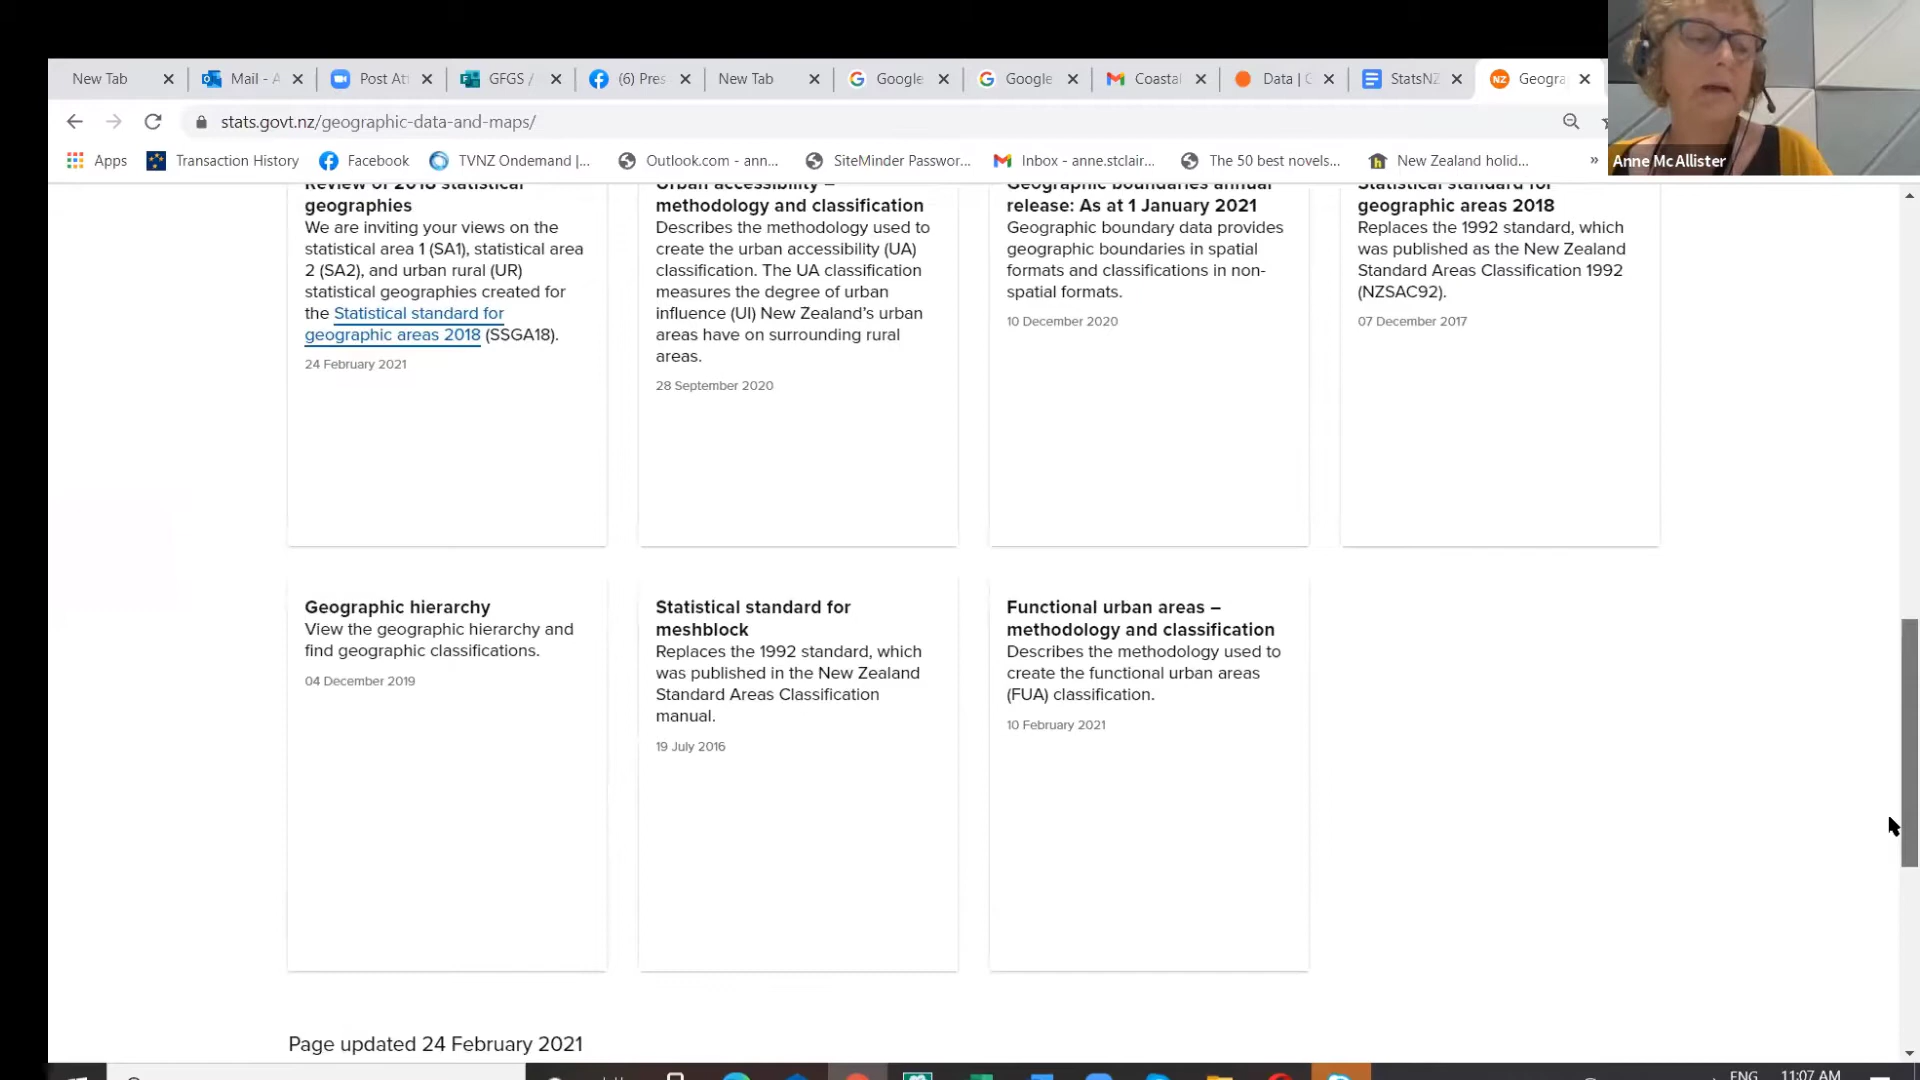 New Tab
Mail - A
Post Att
GFGS /
(6) Pres
New Tab
Google
Google
Coastal
Data | C
StatsNZ
Geogra
stats.govt.nz/geographic-data-and-maps/
Apps
Transaction History
Facebook
TVNZ Ondemand |...
Outlook.com - ann...
SiteMinder Passwor...
Inbox - anne.stclair...
The 50 best novels...
New Zealand holid...
»
Anne McAllister
Review of 2018 statistical
geographies
We are inviting your views on the
statistical area 1 (SA1), statistical area
2 (SA2), and urban rural (UR)
statistical geographies created for
the Statistical standard for
geographic areas 2018 (SSGA18).
24 February 2021
Urban accessibility –
methodology and classification
Describes the methodology used to
create the urban accessibility (UA)
classification. The UA classification
measures the degree of urban
influence (UI) New Zealand's urban
areas have on surrounding rural
areas.
28 September 2020
Geographic boundaries annual
release: As at 1 January 2021
Geographic boundary data provides
geographic boundaries in spatial
formats and classifications in non-
spatial formats.
10 December 2020
Statistical standard for
geographic areas 2018
Replaces the 1992 standard, which
was published as the New Zealand
Standard Areas Classification 1992
(NZSAC92).
07 December 2017
Geographic hierarchy
View the geographic hierarchy and
find geographic classifications.
04 December 2019
Statistical standard for
meshblock
Replaces the 1992 standard, which
was published in the New Zealand
Standard Areas Classification
manual.
19 July 2016
Functional urban areas –
methodology and classification
Describes the methodology used to
create the functional urban areas
(FUA) classification.
10 February 2021
Page updated 24 February 2021
ENG
11:07 AM